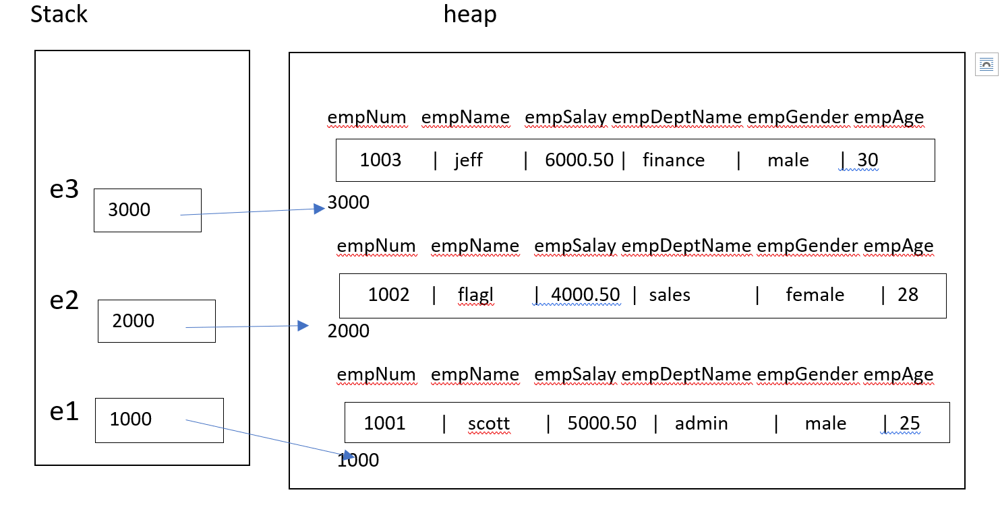 Stack heap
empNum empName empSalay empDeptName empGender empAge
1003 | jeff | 6000.50 | finance | male | 30
e3
3000
3000
empNum empName empSalay empDeptName empGender empAge
1002 | flagl | 4000.50 | sales | female | 28
e2
2000
2000
empNum empName empSalay empDeptName empGender empAge
e1
1000
1001 | scott | 5000.50 | admin | male | 25
1000